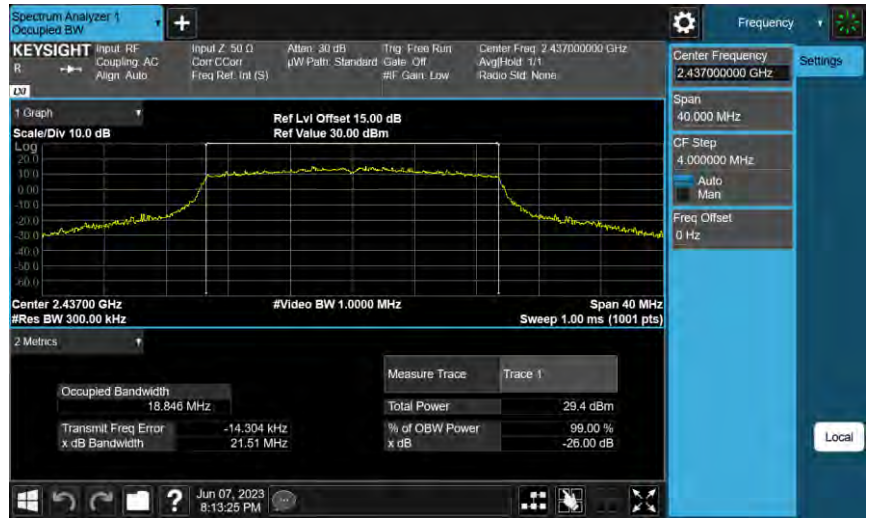 Spectrum Analyzer 1
Occupied BW
Frequency
KEYSIGHT
R
Input: RF
Coupling: AC
Align: Auto
Input Z: 50 Ω
Corr CCorr
Freq Ref: Int (S)
Atten: 30 dB
µW Path: Standard
Trig: Free Run
Gate: Off
#IF Gain: Low
Center Freq: 2.437000000 GHz
Avg|Hold: 1/1
Radio Std: None
LXI
1 Graph
Scale/Div 10.0 dB
Ref Lvl Offset 15.00 dB
Ref Value 30.00 dBm
Log
20.0
10.0
0.00
-10.0
-20.0
-30.0
-40.0
-50.0
-60.0
Center 2.43700 GHz
#Res BW 300.00 kHz
#Video BW 1.0000 MHz
Span 40 MHz
Sweep 1.00 ms (1001 pts)
2 Metrics
Occupied Bandwidth
18.846 MHz
Transmit Freq Error -14.304 kHz
x dB Bandwidth 21.51 MHz
Measure Trace Trace 1
Total Power 29.4 dBm
% of OBW Power 99.00 %
x dB -26.00 dB
Center Frequency
2.437000000 GHz
Span
40.000 MHz
CF Step
4.000000 MHz
Auto
Man
Freq Offset
0 Hz
Settings
Local
?
Jun 07, 2023
8:13:25 PM